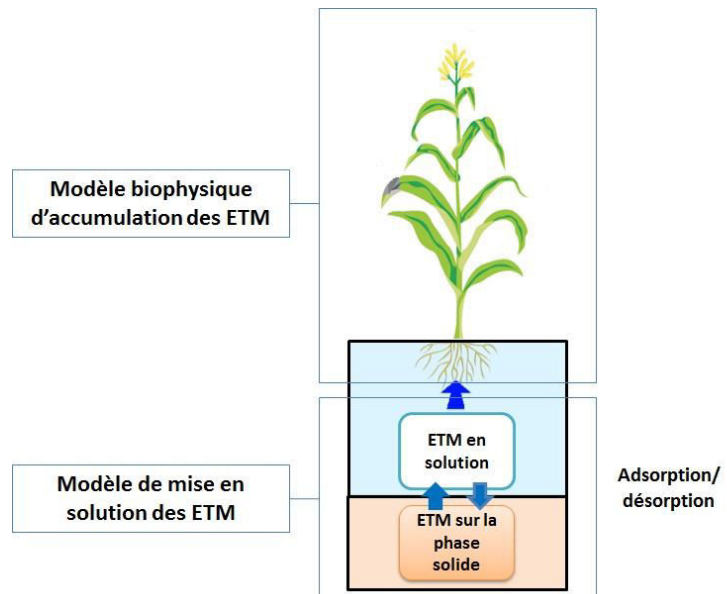 Modèle biophysique
d'accumulation des ETM
ETM en
solution
Modèle de mise en
solution des ETM
Adsorption/
désorption
ETM sur la
phase
solide